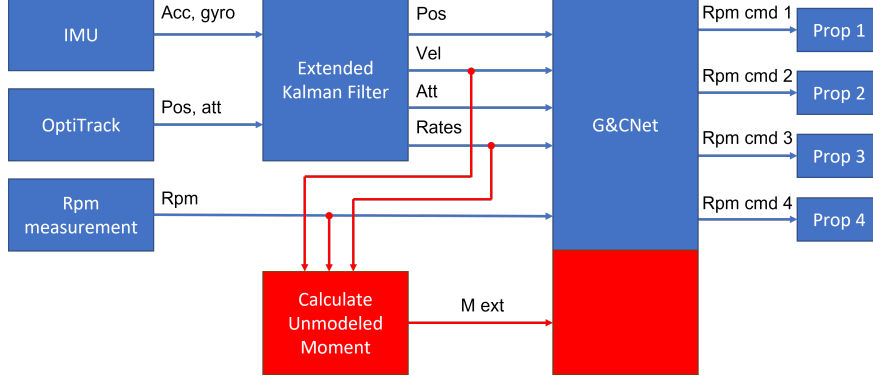 IMU
Acc, gyro
OptiTrack
Pos, att
Rpm
measurement
Rpm
Extended
Kalman Filter
Pos
Vel
Att
Rates
Calculate
Unmodeled
Moment
M ext
G&CNet
Rpm cmd 1
Rpm cmd 2
Rpm cmd 3
Rpm cmd 4
Prop 1
Prop 2
Prop 3
Prop 4